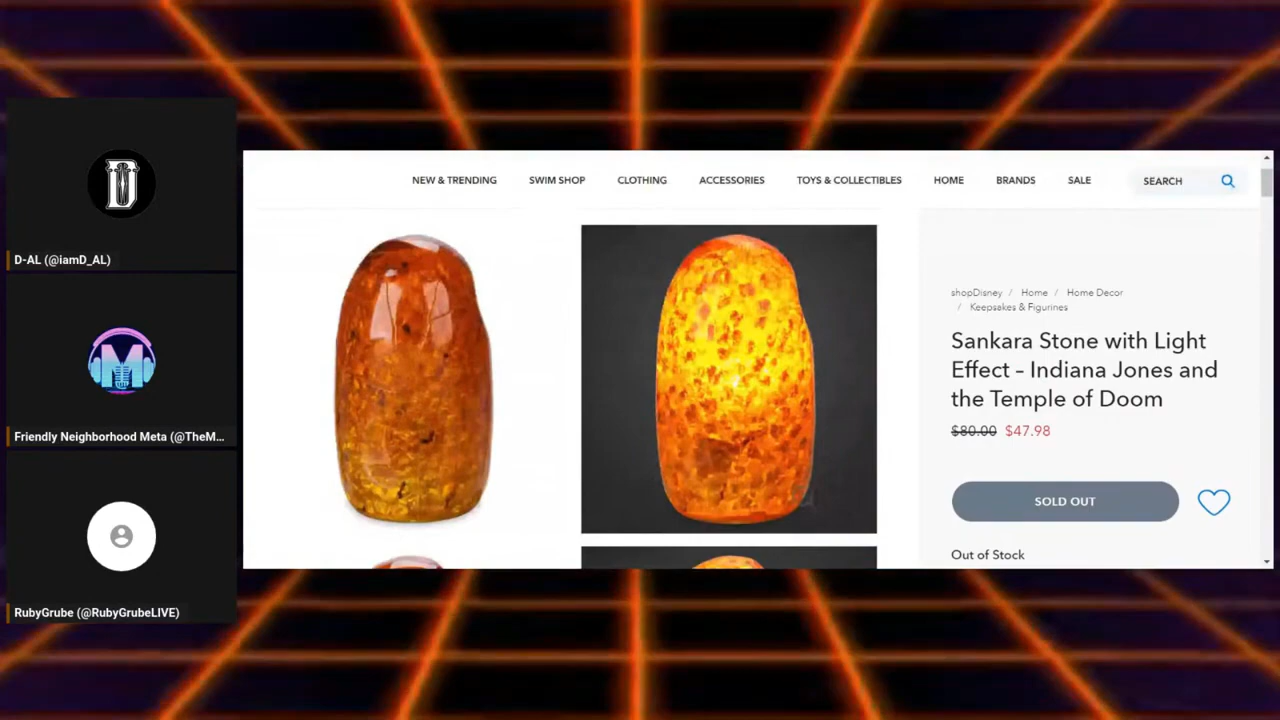 D
D-AL (@iamD_AL)
M
Friendly Neighborhood Meta (@TheM...
RubyGrube (@RubyGrubeLIVE)
NEW & TRENDING SWIM SHOP CLOTHING ACCESSORIES TOYS & COLLECTIBLES HOME BRANDS SALE SEARCH
shopDisney / Home / Home Decor
/ Keepsakes & Figurines
Sankara Stone with Light
Effect – Indiana Jones and
the Temple of Doom
$80.00 $47.98
SOLD OUT
Out of Stock